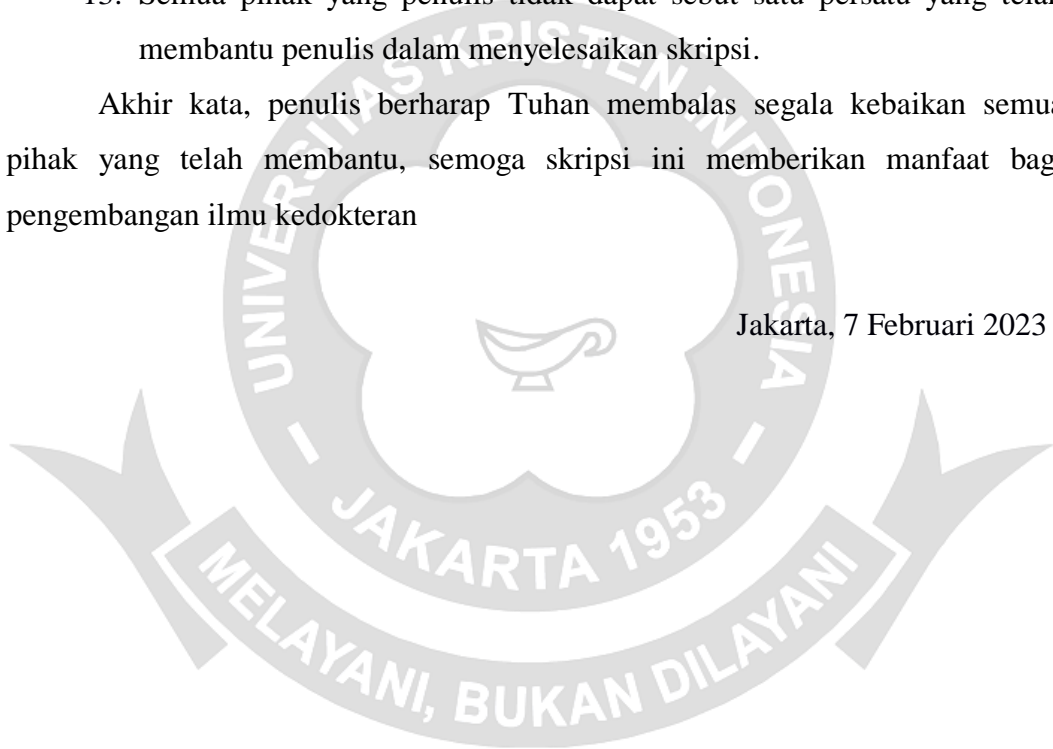 13. Semua pihak yang penulis tidak dapat sebut satu persatu yang
membantu penulis dalam menyelesaikan skripsi.
Akhir kata, penulis berharap Tuhan membalas segala kebaikan semua
pihak yang telah membantu, semoga skripsi ini memberikan manfaat bag
pengembangan ilmu kedokteran
Jakarta, 7 Februari 2023
UNIVERSITAS KRISTEN INDONESIA
JAKARTA 1953
MELAYANI, BUKAN DILAYANI